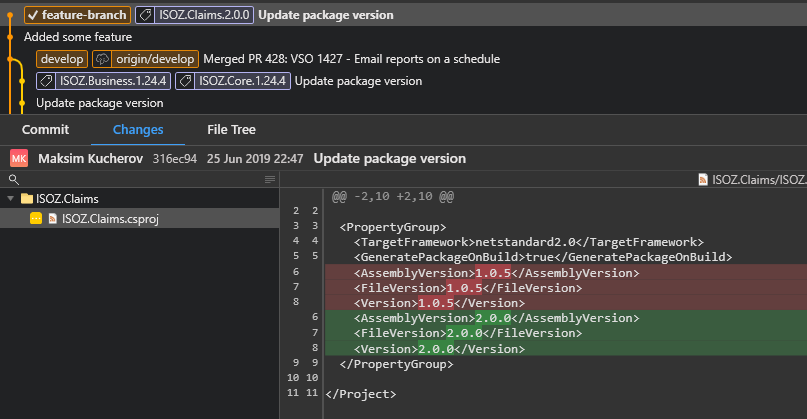 ✓ feature-branch ISOZ.Claims.2.0.0 Update package version
Added some feature
develop origin/develop Merged PR 428: VSO 1427 - Email reports on a schedule
ISOZ.Business.1.24.4 ISOZ.Core.1.24.4 Update package version
Update package version
Commit Changes File Tree
MK Maksim Kucherov 316ec94 25 Jun 2019 22:47 Update package version
ISOZ.Claims/ISOZ.
ISOZ.Claims
ISOZ.Claims.csproj
@@ -2,10 +2,10 @@
2 2
3 3 <PropertyGroup>
4 4 <TargetFramework>netstandard2.0</TargetFramework>
5 5 <GeneratePackageOnBuild>true</GeneratePackageOnBuild>
6 <AssemblyVersion>1.0.5</AssemblyVersion>
7 <FileVersion>1.0.5</FileVersion>
8 <Version>1.0.5</Version>
6 <AssemblyVersion>2.0.0</AssemblyVersion>
7 <FileVersion>2.0.0</FileVersion>
8 <Version>2.0.0</Version>
9 9 </PropertyGroup>
10 10
11 11 </Project>